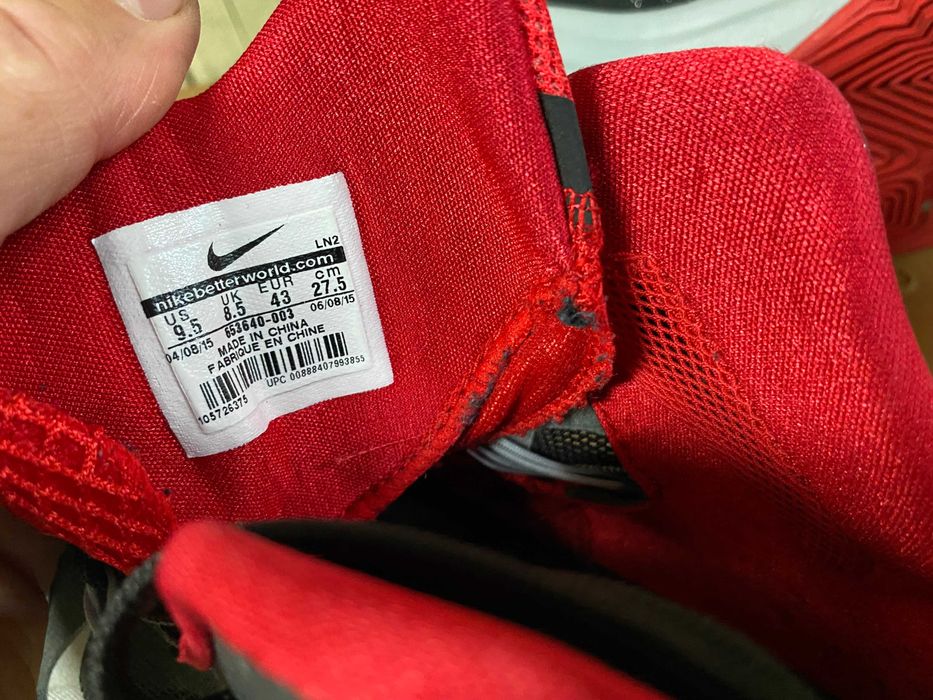 LN2
nikebetterworld.com
US UK EUR cm
9.5 8.5 43 27.5
04/08/15 653640-003 06/08/15
MADE IN CHINA
FABRIQUE EN CHINE
UPC 00888407993855
105726375